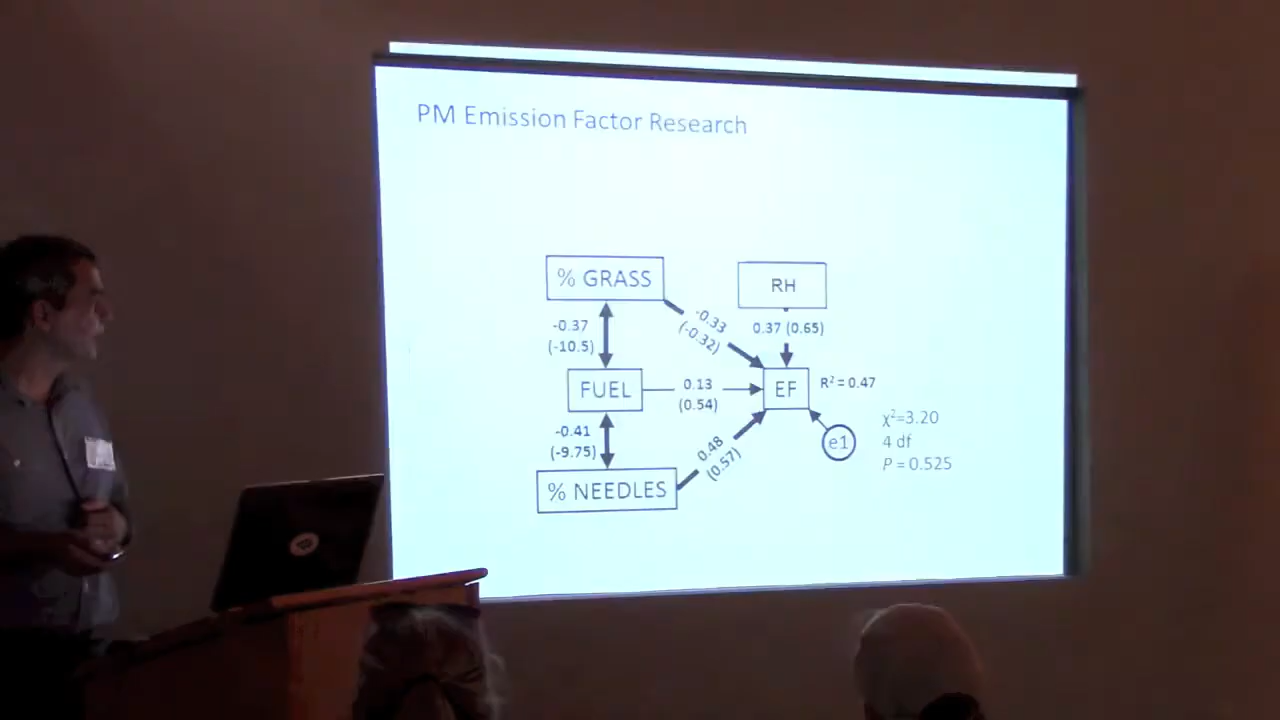 PM Emission Factor Research
% GRASS
RH
-0.37
(-10.5)
-0.33
(-0.32)
0.37 (0.65)
FUEL
0.13
(0.54)
EF
R²= 0.47
-0.41
(-9.75)
0.48
(0.57)
e1
χ²=3.20
4 df
P = 0.525
% NEEDLES